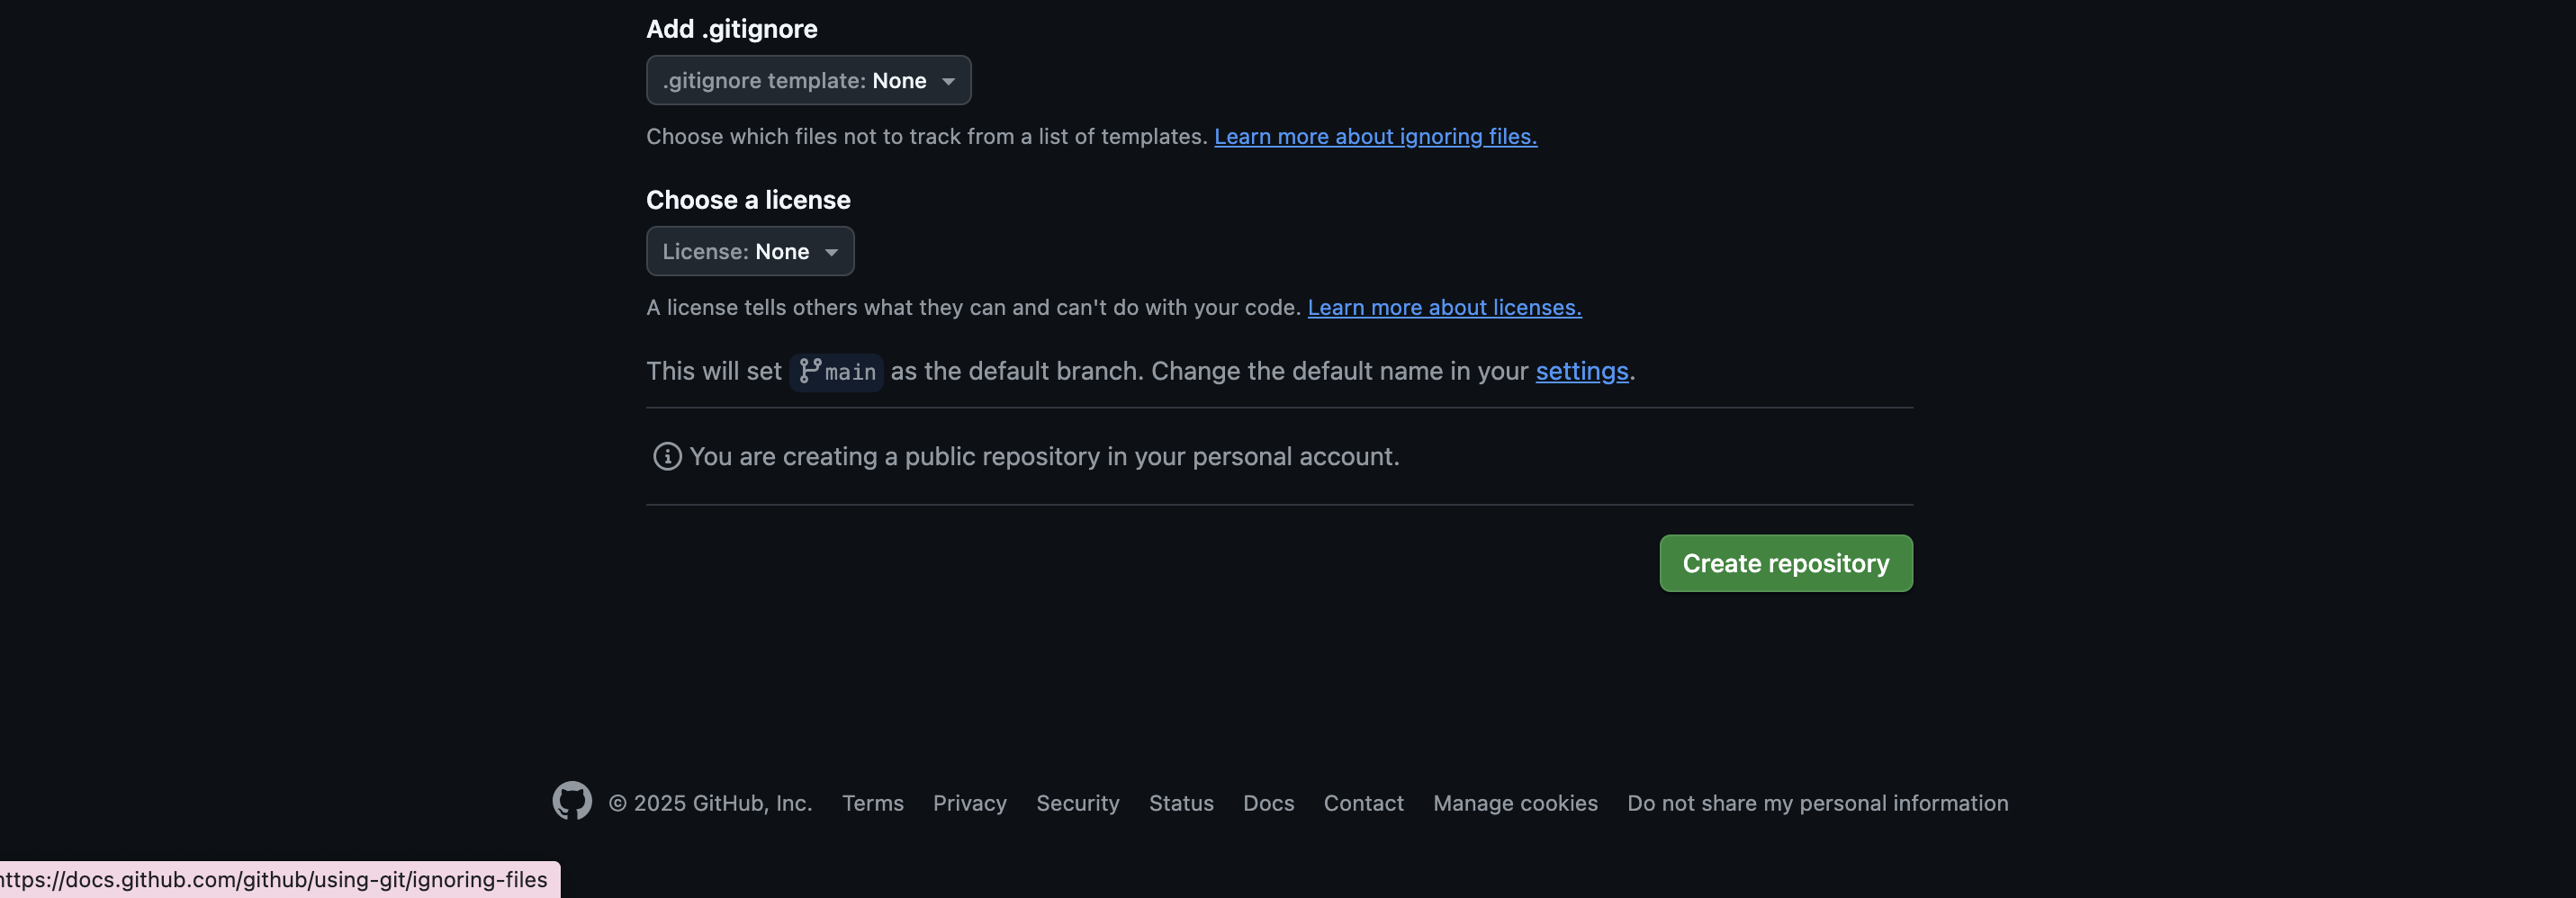 Add .gitignore
.gitignore template: None
Choose which files not to track from a list of templates. Learn more about ignoring files.
Choose a license
License: None
A license tells others what they can and can't do with your code. Learn more about licenses.
This will set main as the default branch. Change the default name in your settings.
You are creating a public repository in your personal account.
Create repository
© 2025 GitHub, Inc. Terms Privacy Security Status Docs Contact Manage cookies Do not share my personal information
https://docs.github.com/github/using-git/ignoring-files